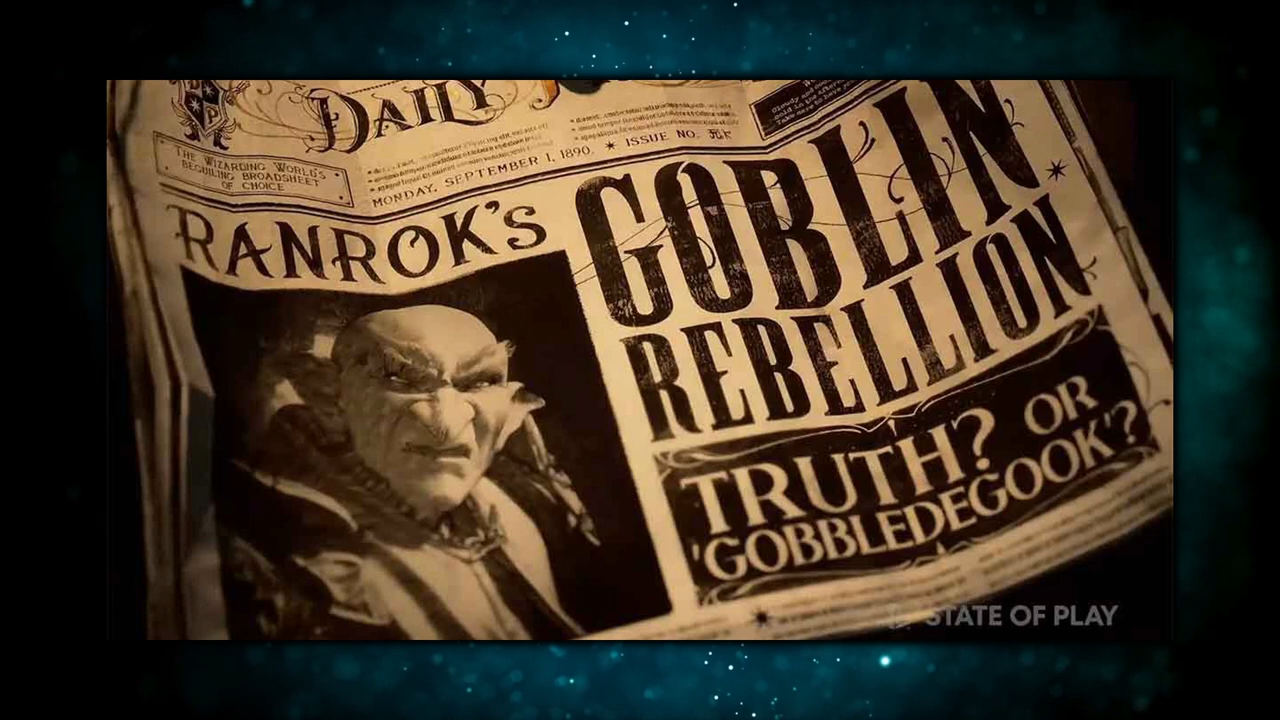 DAILY
THE WIZARDING WORLD'S
BEGUILING BROADSHEET
OF CHOICE
MONDAY, SEPTEMBER 1, 1890. ISSUE NO.
RANROK'S
GOBLIN
REBELLION
TRUTH? OR
'GOBBLEDEGOOK'?
STATE OF PLAY